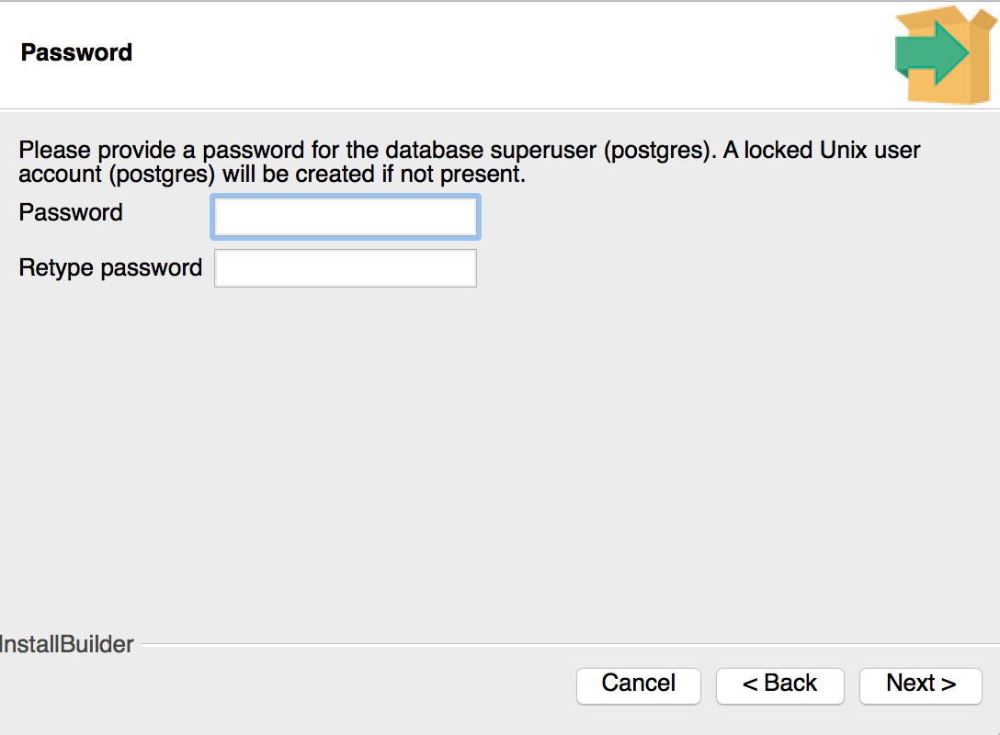 Password
Please provide a password for the database superuser (postgres). A locked Unix user
account (postgres) will be created if not present.
Password
Retype password
InstallBuilder
Cancel
< Back
Next >